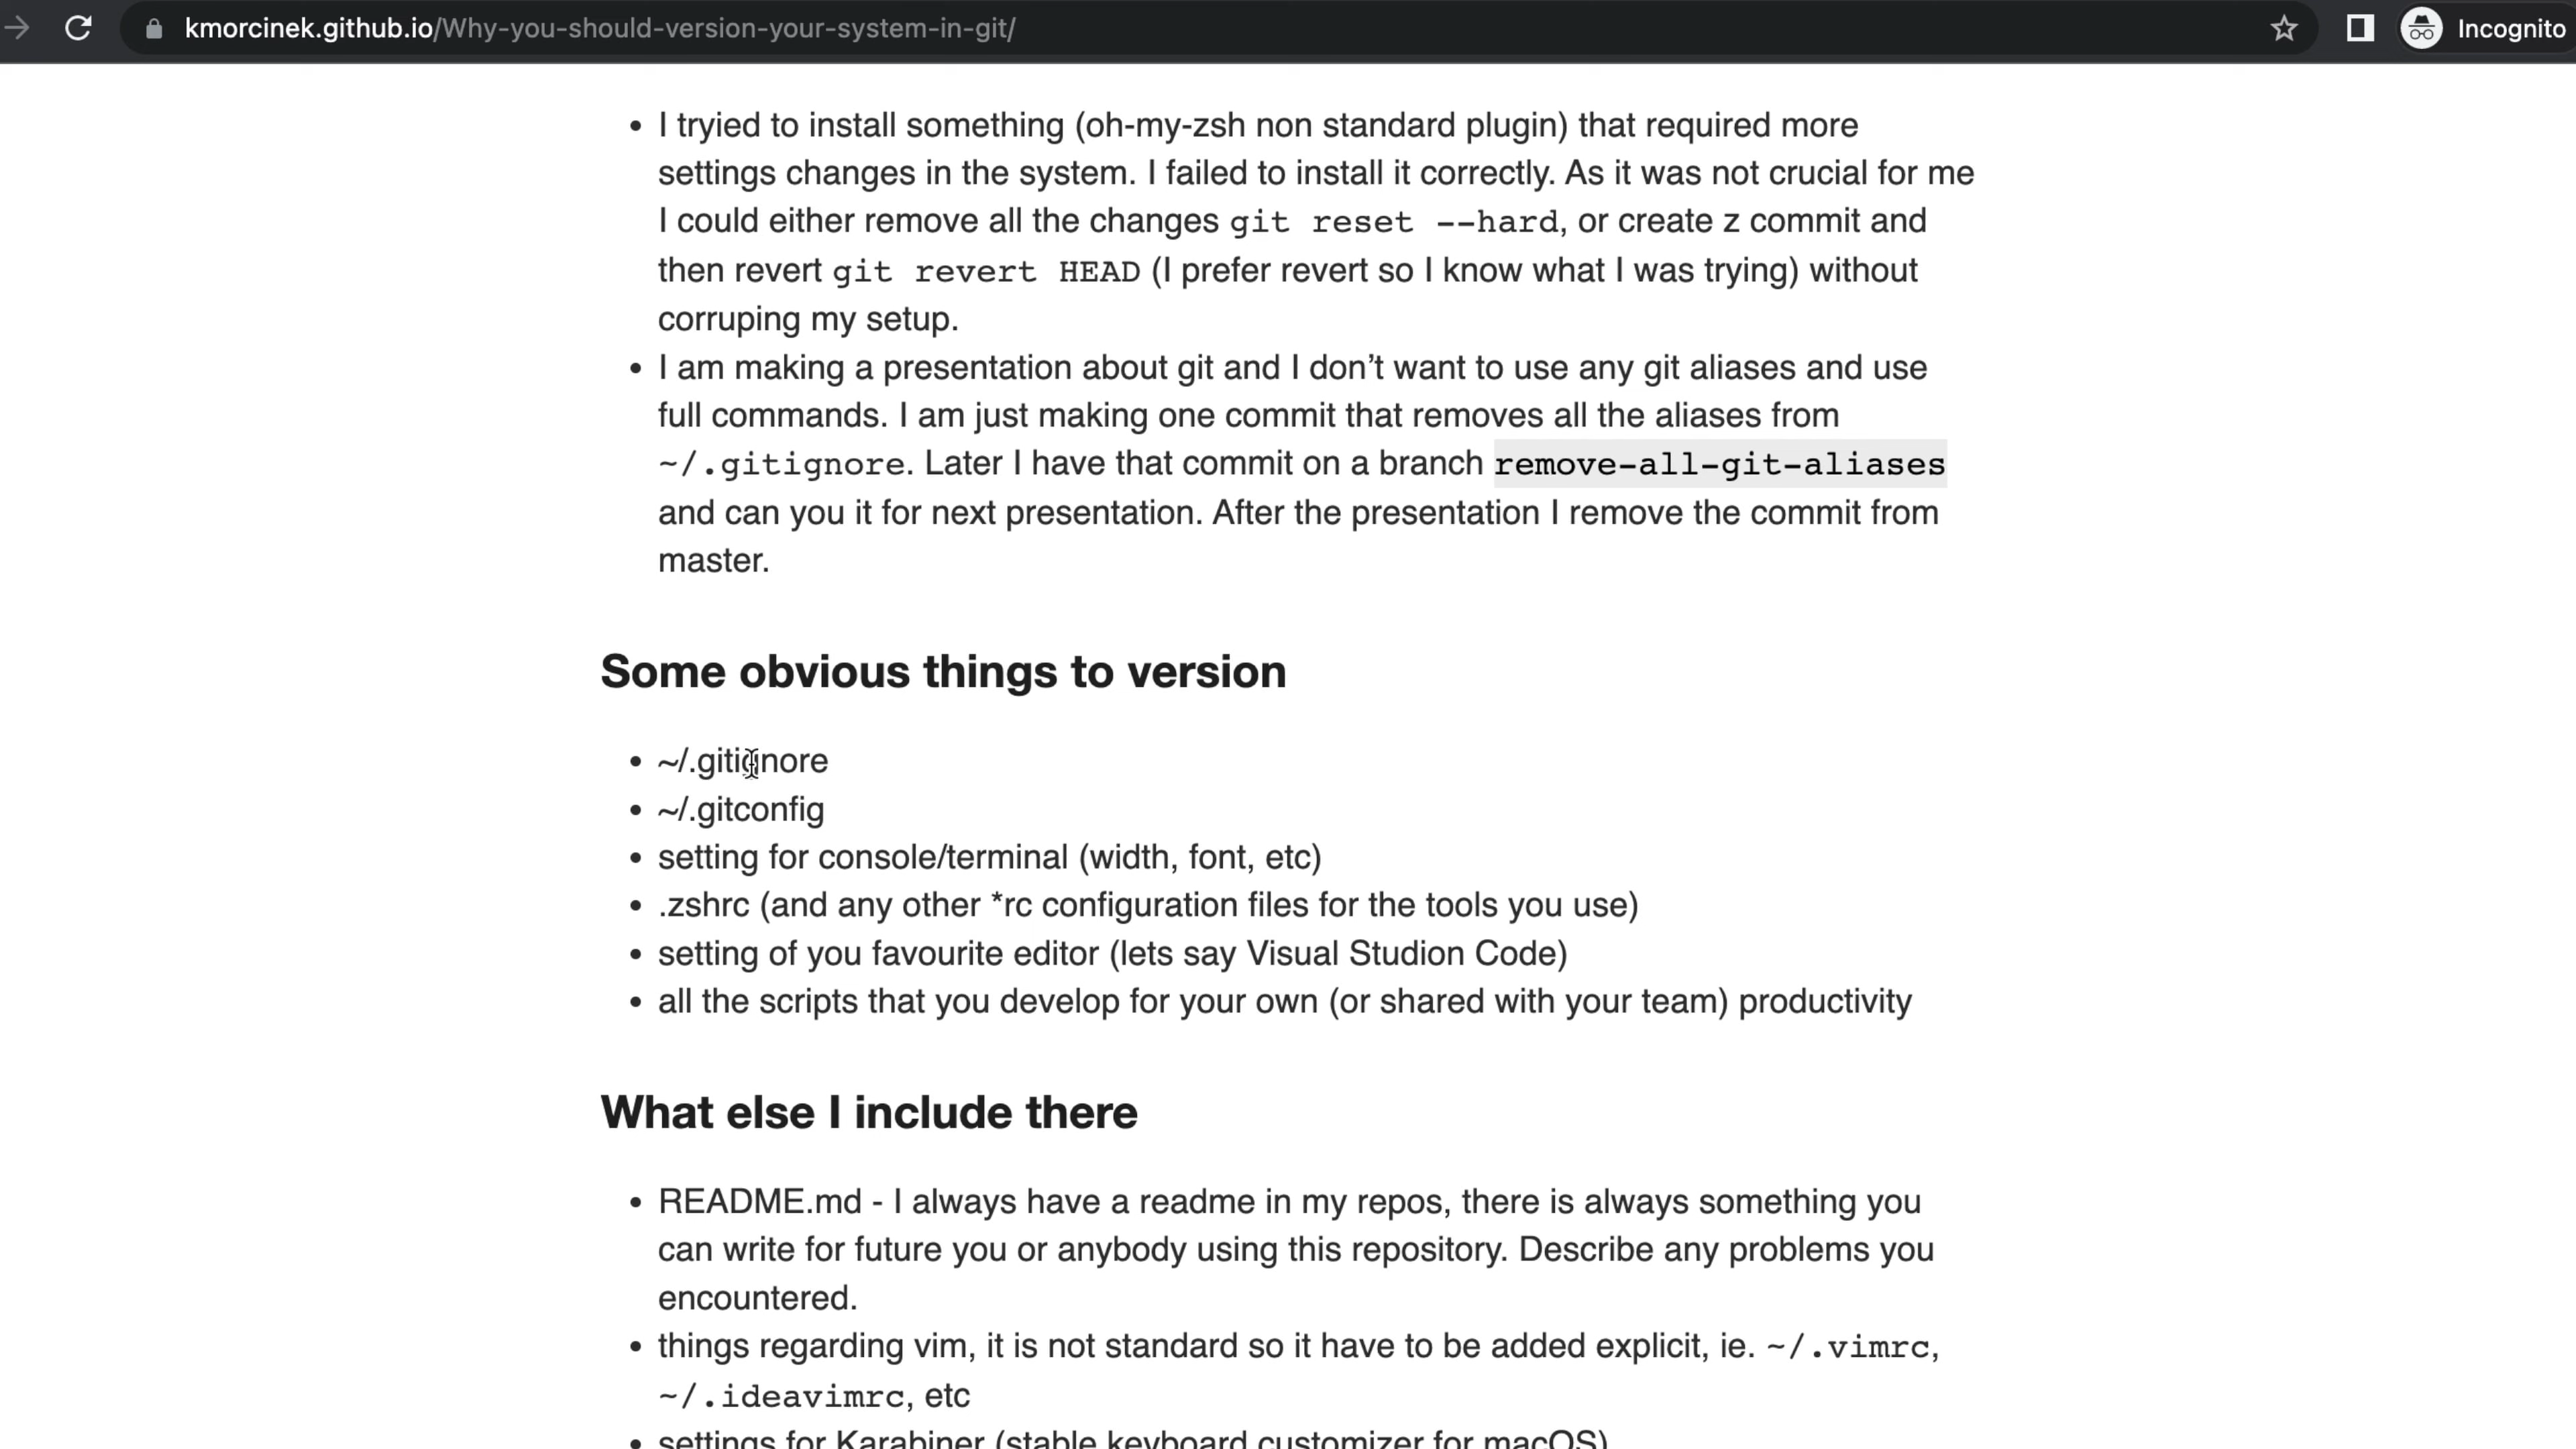 kmorcinek.github.io/Why-you-should-version-your-system-in-git/
Incognito
I tryied to install something (oh-my-zsh non standard plugin) that required more
settings changes in the system. I failed to install it correctly. As it was not crucial for me
I could either remove all the changes git reset --hard, or create z commit and
then revert git revert HEAD (I prefer revert so I know what I was trying) without
corruping my setup.
I am making a presentation about git and I don’t want to use any git aliases and use
full commands. I am just making one commit that removes all the aliases from
~/.gitignore. Later I have that commit on a branch remove-all-git-aliases
and can you it for next presentation. After the presentation I remove the commit from
master.
Some obvious things to version
~/.gitignore
~/.gitconfig
setting for console/terminal (width, font, etc)
.zshrc (and any other *rc configuration files for the tools you use)
setting of you favourite editor (lets say Visual Studion Code)
all the scripts that you develop for your own (or shared with your team) productivity
What else I include there
README.md - I always have a readme in my repos, there is always something you
can write for future you or anybody using this repository. Describe any problems you
encountered.
things regarding vim, it is not standard so it have to be added explicit, ie. ~/.vimrc,
~/.ideavimrc, etc
settings for Karabiner (stable keyboard customizer for macOS)